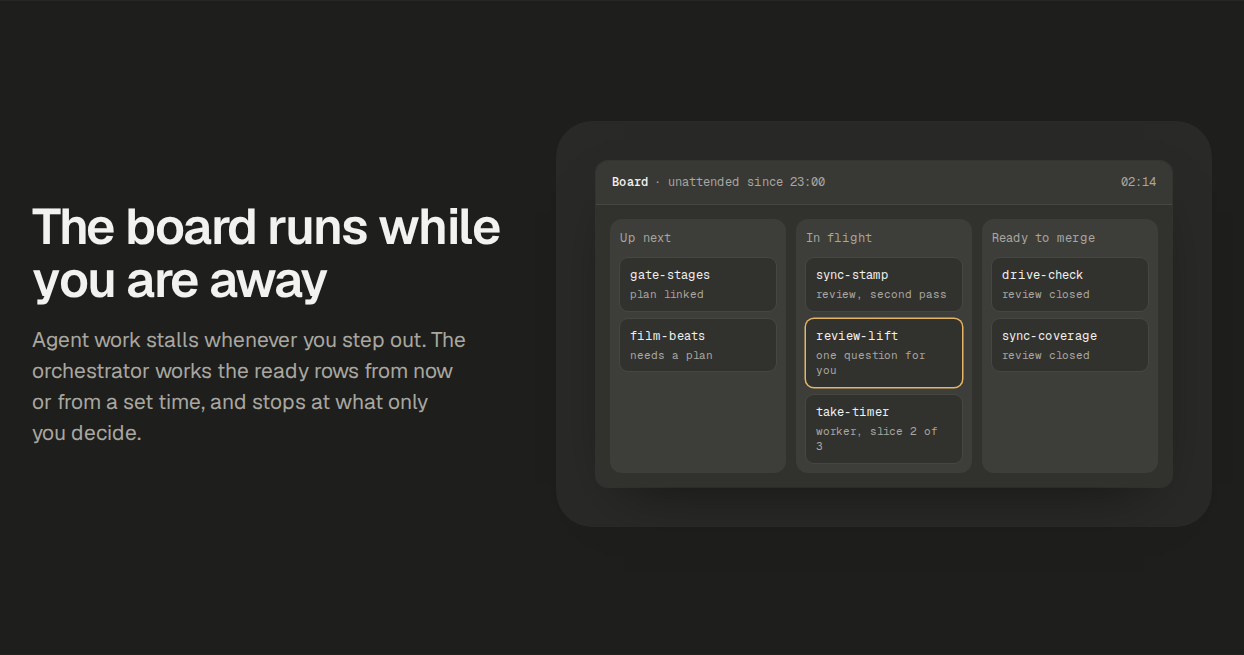 The board runs while
you are away
Agent work stalls whenever you step out. The
orchestrator works the ready rows from now
or from a set time, and stops at what only
you decide.
Board · unattended since 23:00
02:14
Up next
gate-stages
plan linked
film-beats
needs a plan
In flight
sync-stamp
review, second pass
review-lift
one question for
you
take-timer
worker, slice 2 of
3
Ready to merge
drive-check
review closed
sync-coverage
review closed